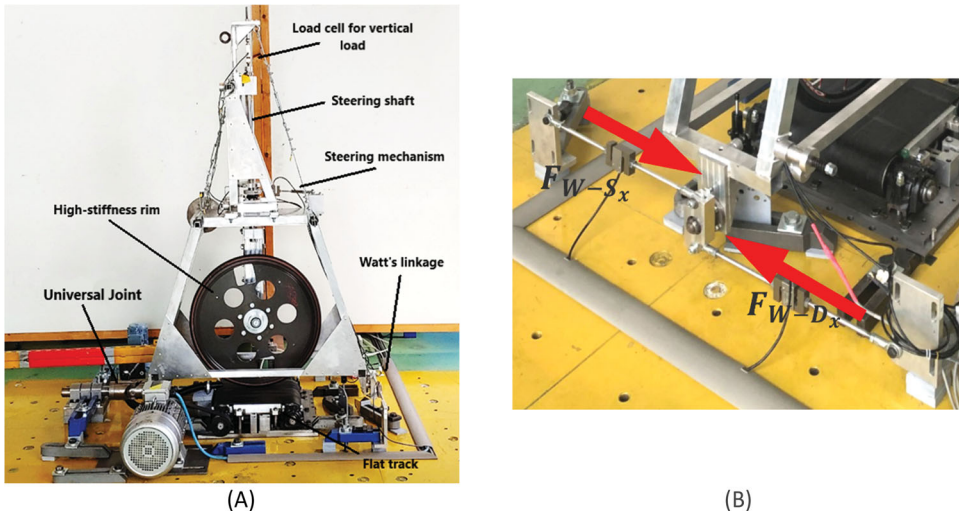 Load cell for vertical
load
Steering shaft
Steering mechanism
High-stiffness rim
Watt's linkage
Universal Joint
Flat track
F_{W-S_x}
F_{W-D_x}
(A)
(B)